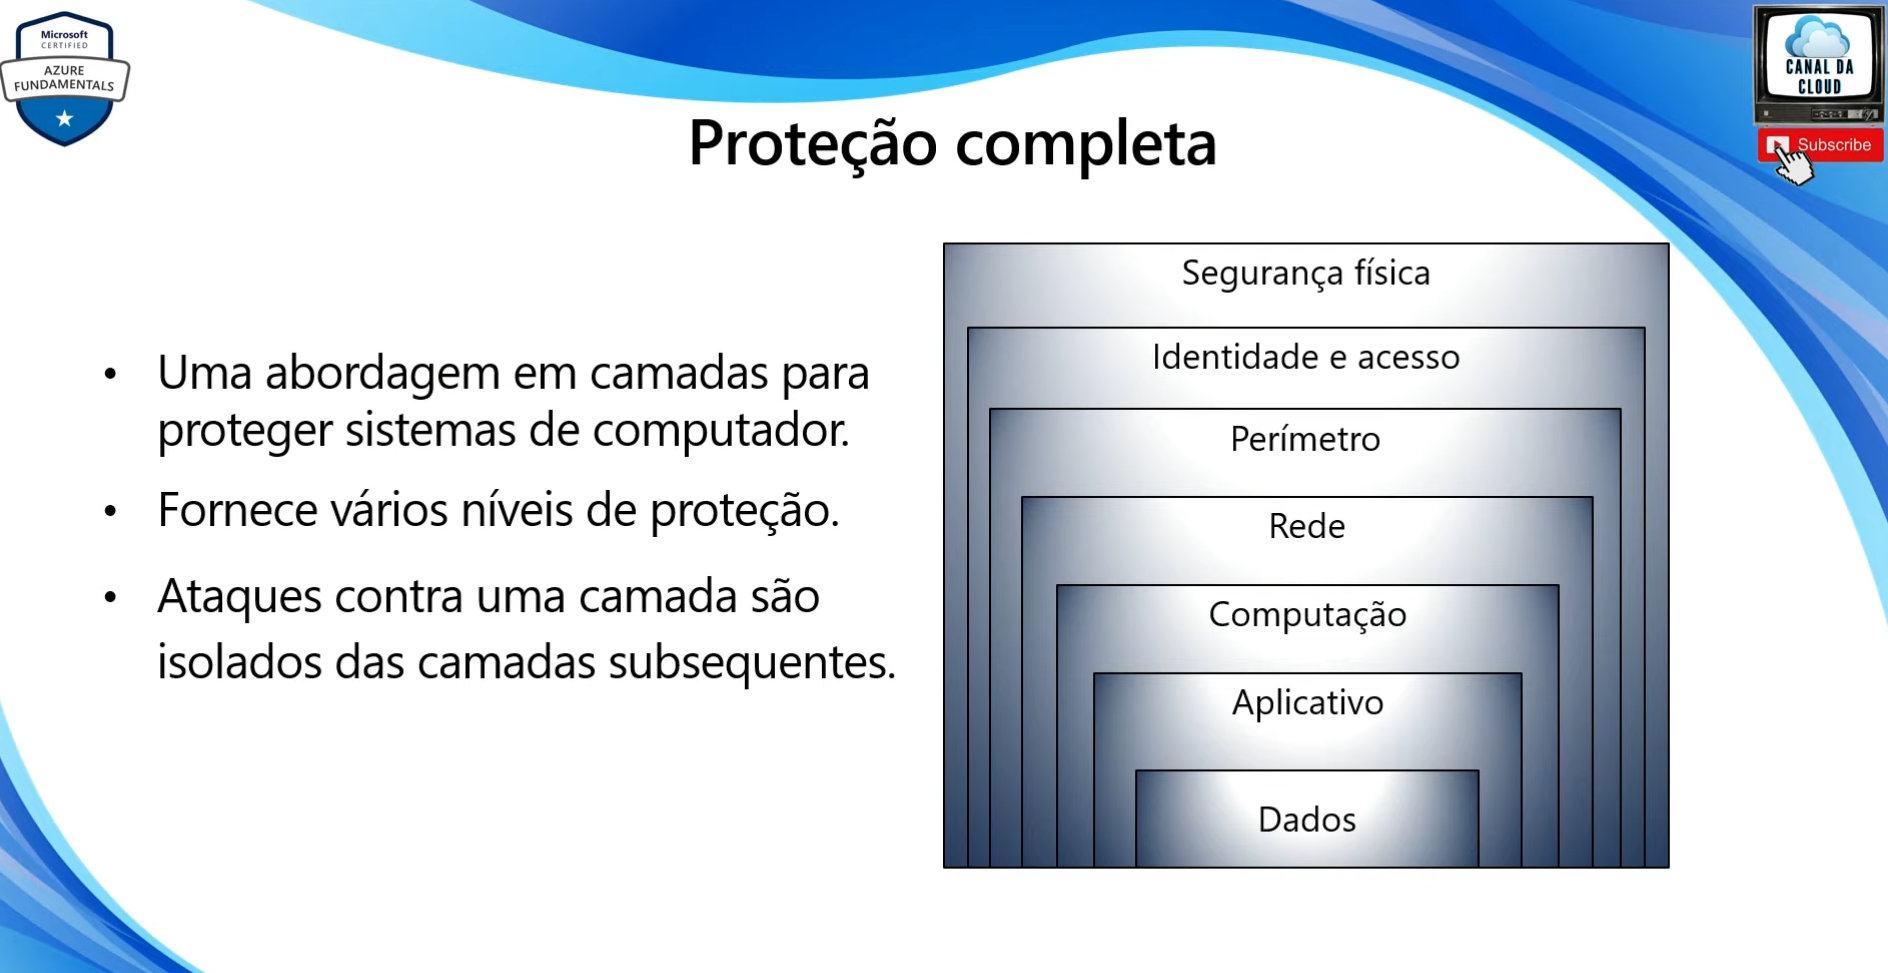 Microsoft
CERTIFIED
AZURE
FUNDAMENTALS
CANAL DA
CLOUD
Subscribe
Proteção completa
• Uma abordagem em camadas para
proteger sistemas de computador.
• Fornece vários níveis de proteção.
• Ataques contra uma camada são
isolados das camadas subsequentes.
Segurança física
Identidade e acesso
Perímetro
Rede
Computação
Aplicativo
Dados